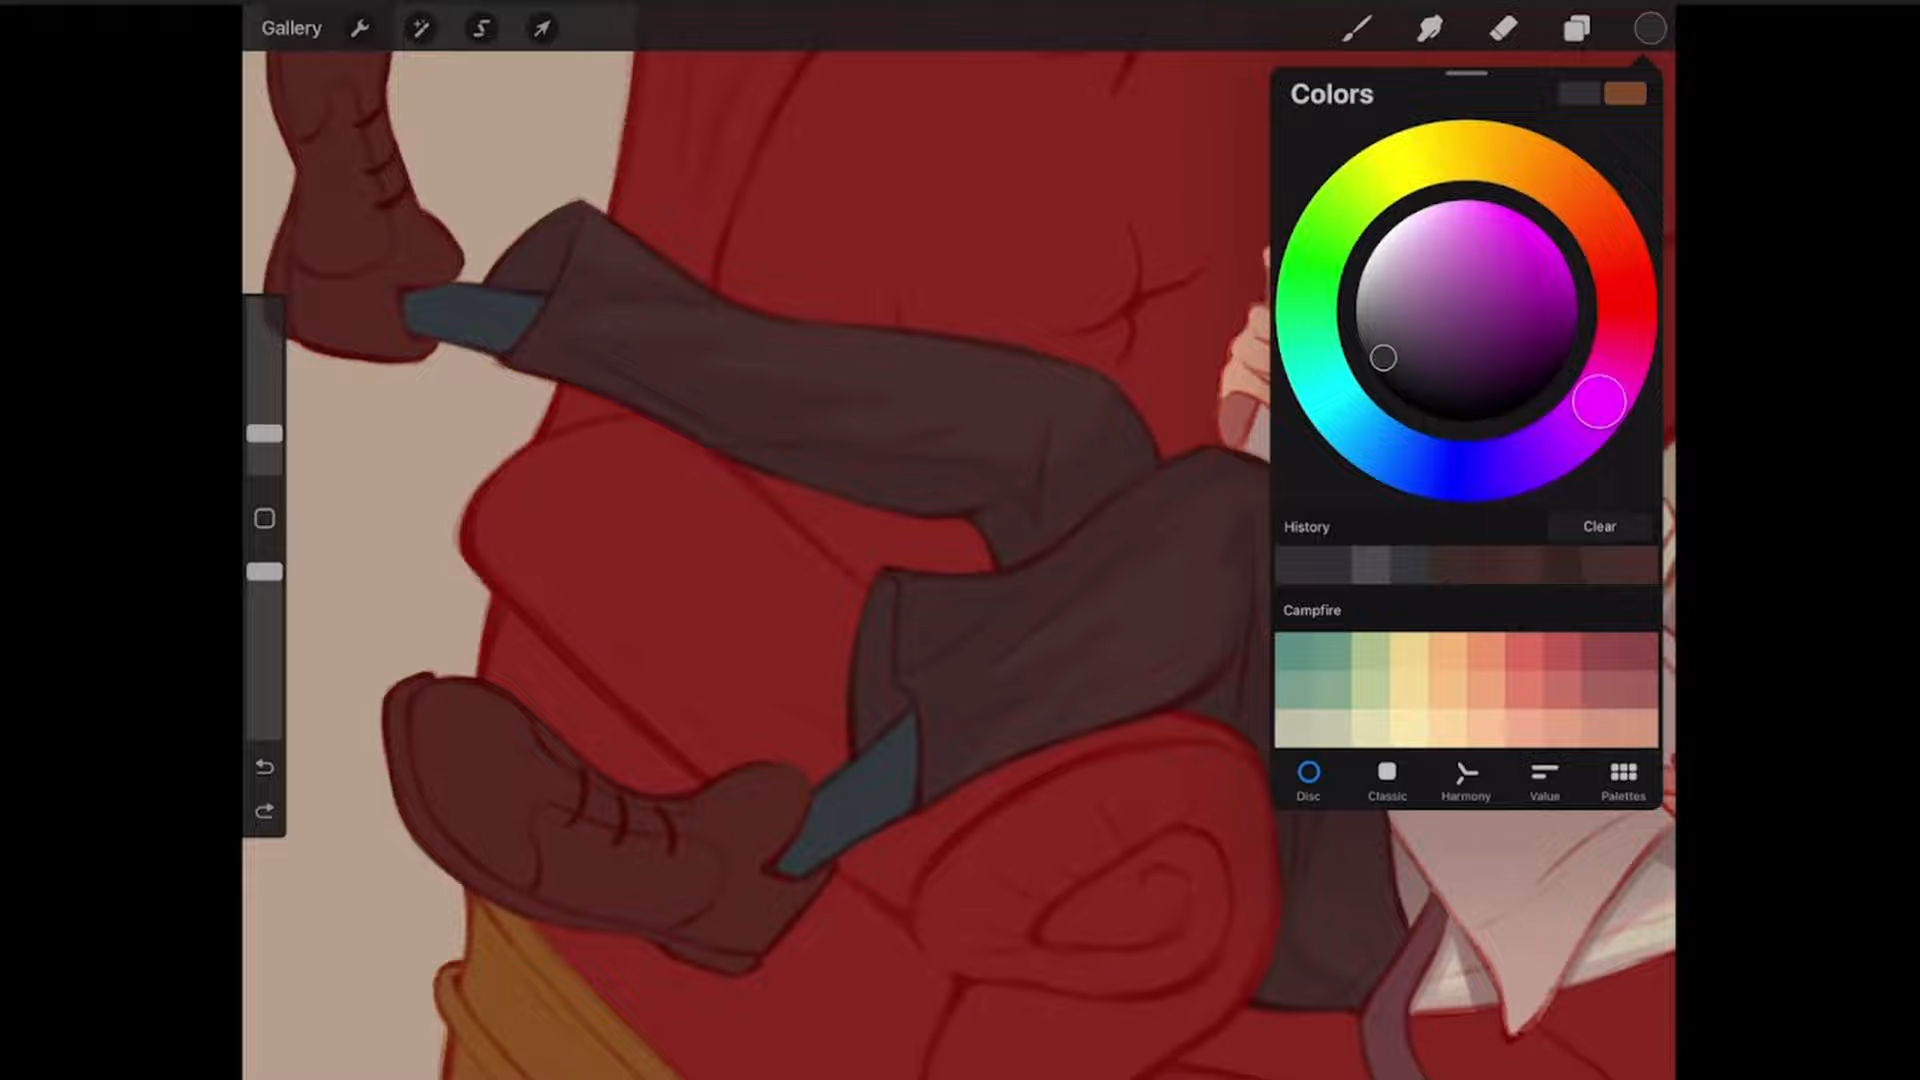 Gallery
Colors
History
Clear
Campfire
Disc
Classic
Harmony
Value
Palettes